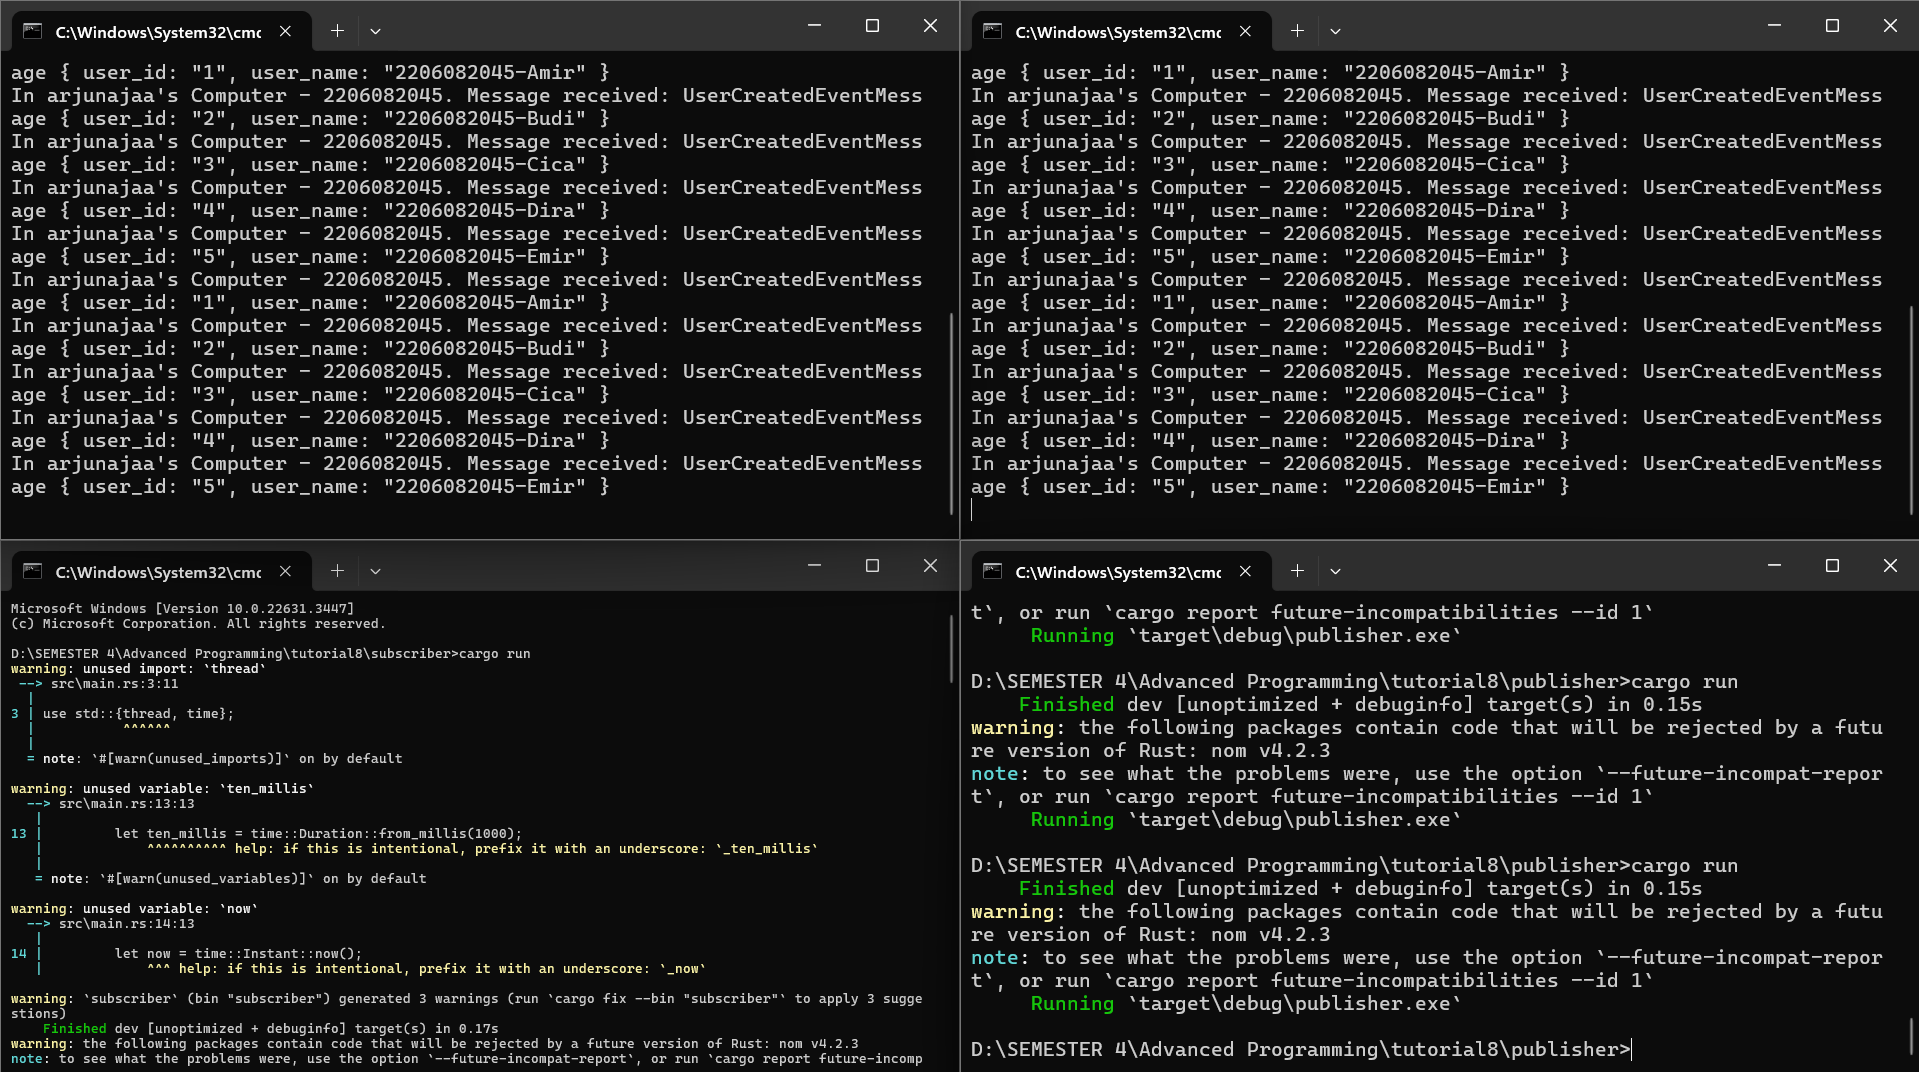 C:\Windows\System32\cmd
age { user_id: "1", user_name: "2206082045-Amir" }
In arjunajaa's Computer - 2206082045. Message received: UserCreatedEventMess
age { user_id: "2", user_name: "2206082045-Budi" }
In arjunajaa's Computer - 2206082045. Message received: UserCreatedEventMess
age { user_id: "3", user_name: "2206082045-Cica" }
In arjunajaa's Computer - 2206082045. Message received: UserCreatedEventMess
age { user_id: "4", user_name: "2206082045-Dira" }
In arjunajaa's Computer - 2206082045. Message received: UserCreatedEventMess
age { user_id: "5", user_name: "2206082045-Emir" }
In arjunajaa's Computer - 2206082045. Message received: UserCreatedEventMess
age { user_id: "1", user_name: "2206082045-Amir" }
In arjunajaa's Computer - 2206082045. Message received: UserCreatedEventMess
age { user_id: "2", user_name: "2206082045-Budi" }
In arjunajaa's Computer - 2206082045. Message received: UserCreatedEventMess
age { user_id: "3", user_name: "2206082045-Cica" }
In arjunajaa's Computer - 2206082045. Message received: UserCreatedEventMess
age { user_id: "4", user_name: "2206082045-Dira" }
In arjunajaa's Computer - 2206082045. Message received: UserCreatedEventMess
age { user_id: "5", user_name: "2206082045-Emir" }
C:\Windows\System32\cmd
age { user_id: "1", user_name: "2206082045-Amir" }
In arjunajaa's Computer - 2206082045. Message received: UserCreatedEventMess
age { user_id: "2", user_name: "2206082045-Budi" }
In arjunajaa's Computer - 2206082045. Message received: UserCreatedEventMess
age { user_id: "3", user_name: "2206082045-Cica" }
In arjunajaa's Computer - 2206082045. Message received: UserCreatedEventMess
age { user_id: "4", user_name: "2206082045-Dira" }
In arjunajaa's Computer - 2206082045. Message received: UserCreatedEventMess
age { user_id: "5", user_name: "2206082045-Emir" }
In arjunajaa's Computer - 2206082045. Message received: UserCreatedEventMess
age { user_id: "1", user_name: "2206082045-Amir" }
In arjunajaa's Computer - 2206082045. Message received: UserCreatedEventMess
age { user_id: "2", user_name: "2206082045-Budi" }
In arjunajaa's Computer - 2206082045. Message received: UserCreatedEventMess
age { user_id: "3", user_name: "2206082045-Cica" }
In arjunajaa's Computer - 2206082045. Message received: UserCreatedEventMess
age { user_id: "4", user_name: "2206082045-Dira" }
In arjunajaa's Computer - 2206082045. Message received: UserCreatedEventMess
age { user_id: "5", user_name: "2206082045-Emir" }
C:\Windows\System32\cmd
Microsoft Windows [Version 10.0.22631.3447]
(c) Microsoft Corporation. All rights reserved.
D:\SEMESTER 4\Advanced Programming\tutorial8\subscriber>cargo run
warning: unused import: `thread`
 --> src\main.rs:3:11
  |
3 | use std::{thread, time};
  |           ^^^^^^
  |
  = note: `#[warn(unused_imports)]` on by default
warning: unused variable: `ten_millis`
  --> src\main.rs:13:13
   |
13 |         let ten_millis = time::Duration::from_millis(1000);
   |             ^^^^^^^^^^ help: if this is intentional, prefix it with an underscore: `_ten_millis`
   |
   = note: `#[warn(unused_variables)]` on by default
warning: unused variable: `now`
  --> src\main.rs:14:13
   |
14 |         let now = time::Instant::now();
   |             ^^^ help: if this is intentional, prefix it with an underscore: `_now`
warning: `subscriber` (bin "subscriber") generated 3 warnings (run `cargo fix --bin "subscriber"` to apply 3 sugge
stions)
    Finished dev [unoptimized + debuginfo] target(s) in 0.17s
warning: the following packages contain code that will be rejected by a future version of Rust: nom v4.2.3
note: to see what the problems were, use the option `--future-incompat-report`, or run `cargo report future-incomp
C:\Windows\System32\cmd
t`, or run `cargo report future-incompatibilities --id 1`
     Running `target\debug\publisher.exe`
D:\SEMESTER 4\Advanced Programming\tutorial8\publisher>cargo run
    Finished dev [unoptimized + debuginfo] target(s) in 0.15s
warning: the following packages contain code that will be rejected by a futu
re version of Rust: nom v4.2.3
note: to see what the problems were, use the option `--future-incompat-repor
t`, or run `cargo report future-incompatibilities --id 1`
     Running `target\debug\publisher.exe`
D:\SEMESTER 4\Advanced Programming\tutorial8\publisher>cargo run
    Finished dev [unoptimized + debuginfo] target(s) in 0.15s
warning: the following packages contain code that will be rejected by a futu
re version of Rust: nom v4.2.3
note: to see what the problems were, use the option `--future-incompat-repor
t`, or run `cargo report future-incompatibilities --id 1`
     Running `target\debug\publisher.exe`
D:\SEMESTER 4\Advanced Programming\tutorial8\publisher>